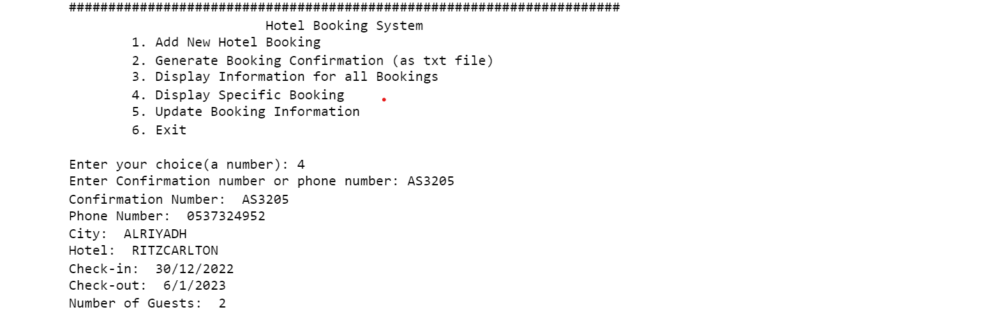 ######################################################################
Hotel Booking System
1. Add New Hotel Booking
2. Generate Booking Confirmation (as txt file)
3. Display Information for all Bookings
4. Display Specific Booking
5. Update Booking Information
6. Exit
Enter your choice(a number): 4
Enter Confirmation number or phone number: AS3205
Confirmation Number:  AS3205
Phone Number:  0537324952
City:  ALRIYADH
Hotel:  RITZCARLTON
Check-in:  30/12/2022
Check-out:  6/1/2023
Number of Guests:  2